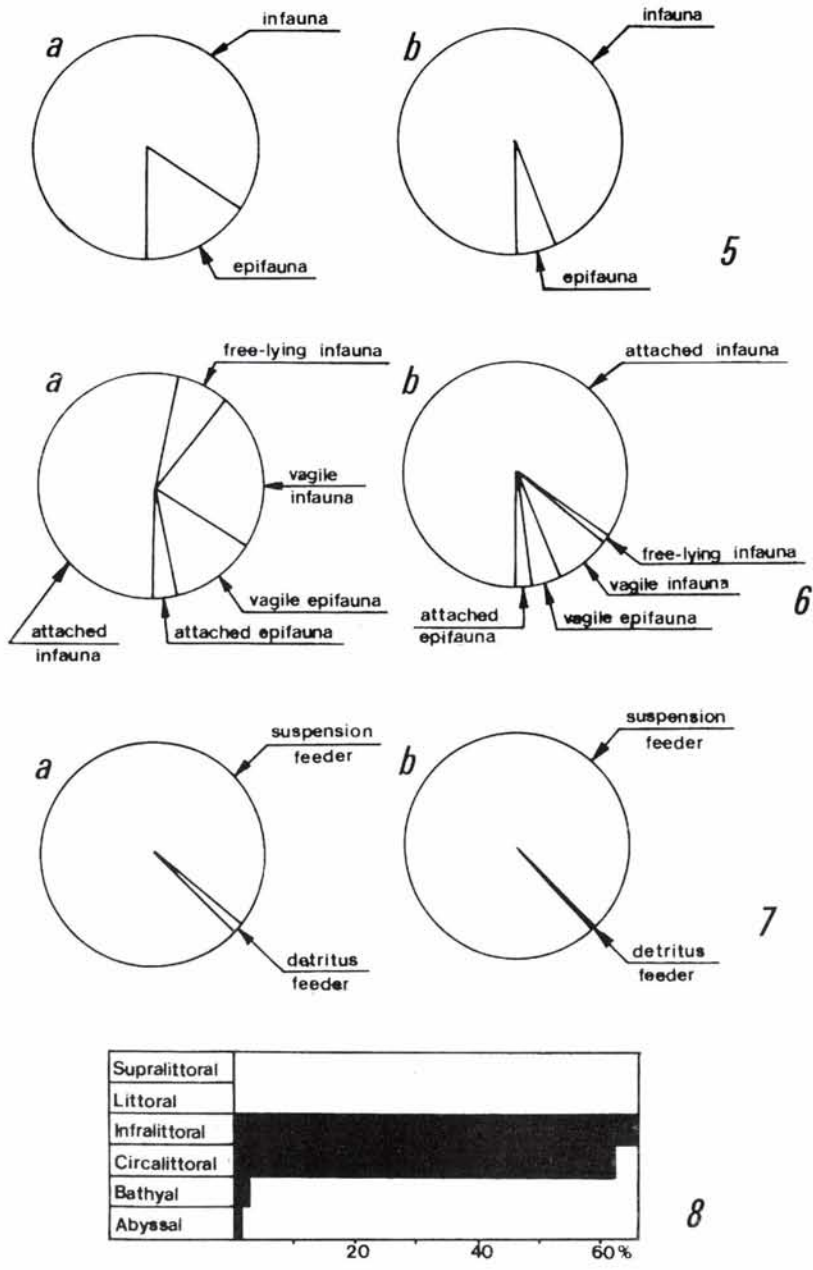 a
infauna
epifauna
b
infauna
epifauna
5
a
free-lying infauna
vagile
infauna
vagile epifauna
attached epifauna
attached
infauna
b
attached infauna
free-lying infauna
vagile infauna
vagile epifauna
attached
epifauna
6
a
suspension
feeder
detritus
feeder
b
suspension
feeder
detritus
feeder
7
Supralittoral
Littoral
Infralittoral
Circalittoral
Bathyal
Abyssal
20 40 60%
8